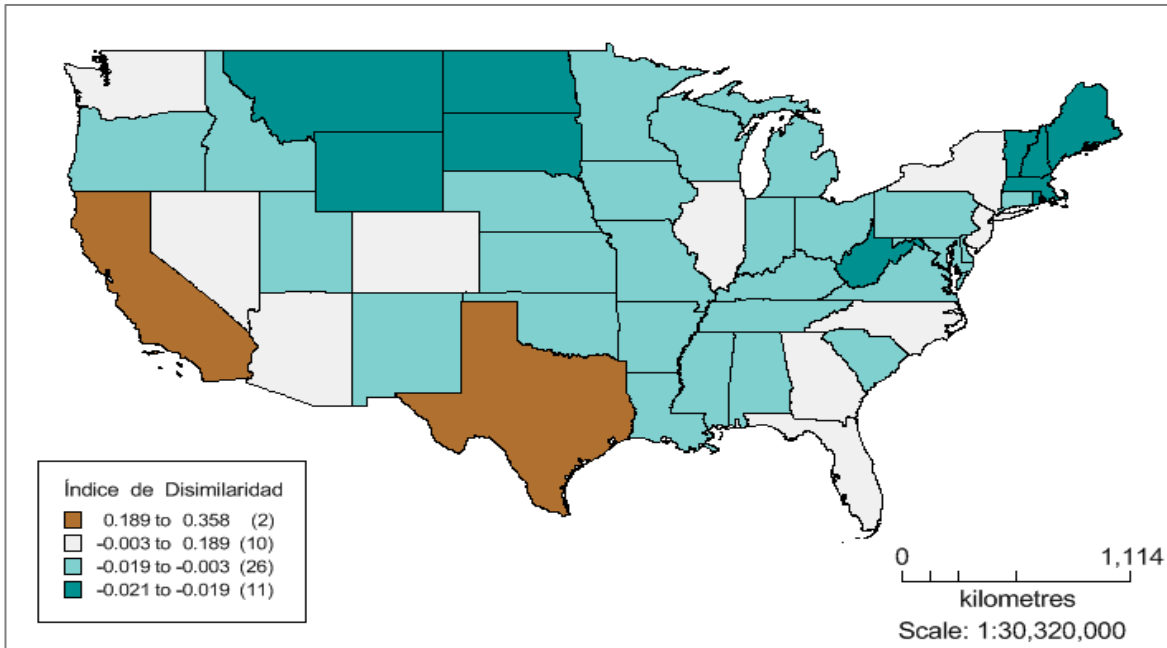 Índice de Disimilaridad
0.189 to 0.358 (2)
-0.003 to 0.189 (10)
-0.019 to -0.003 (26)
-0.021 to -0.019 (11)
0 1,114
kilometres
Scale: 1:30,320,000